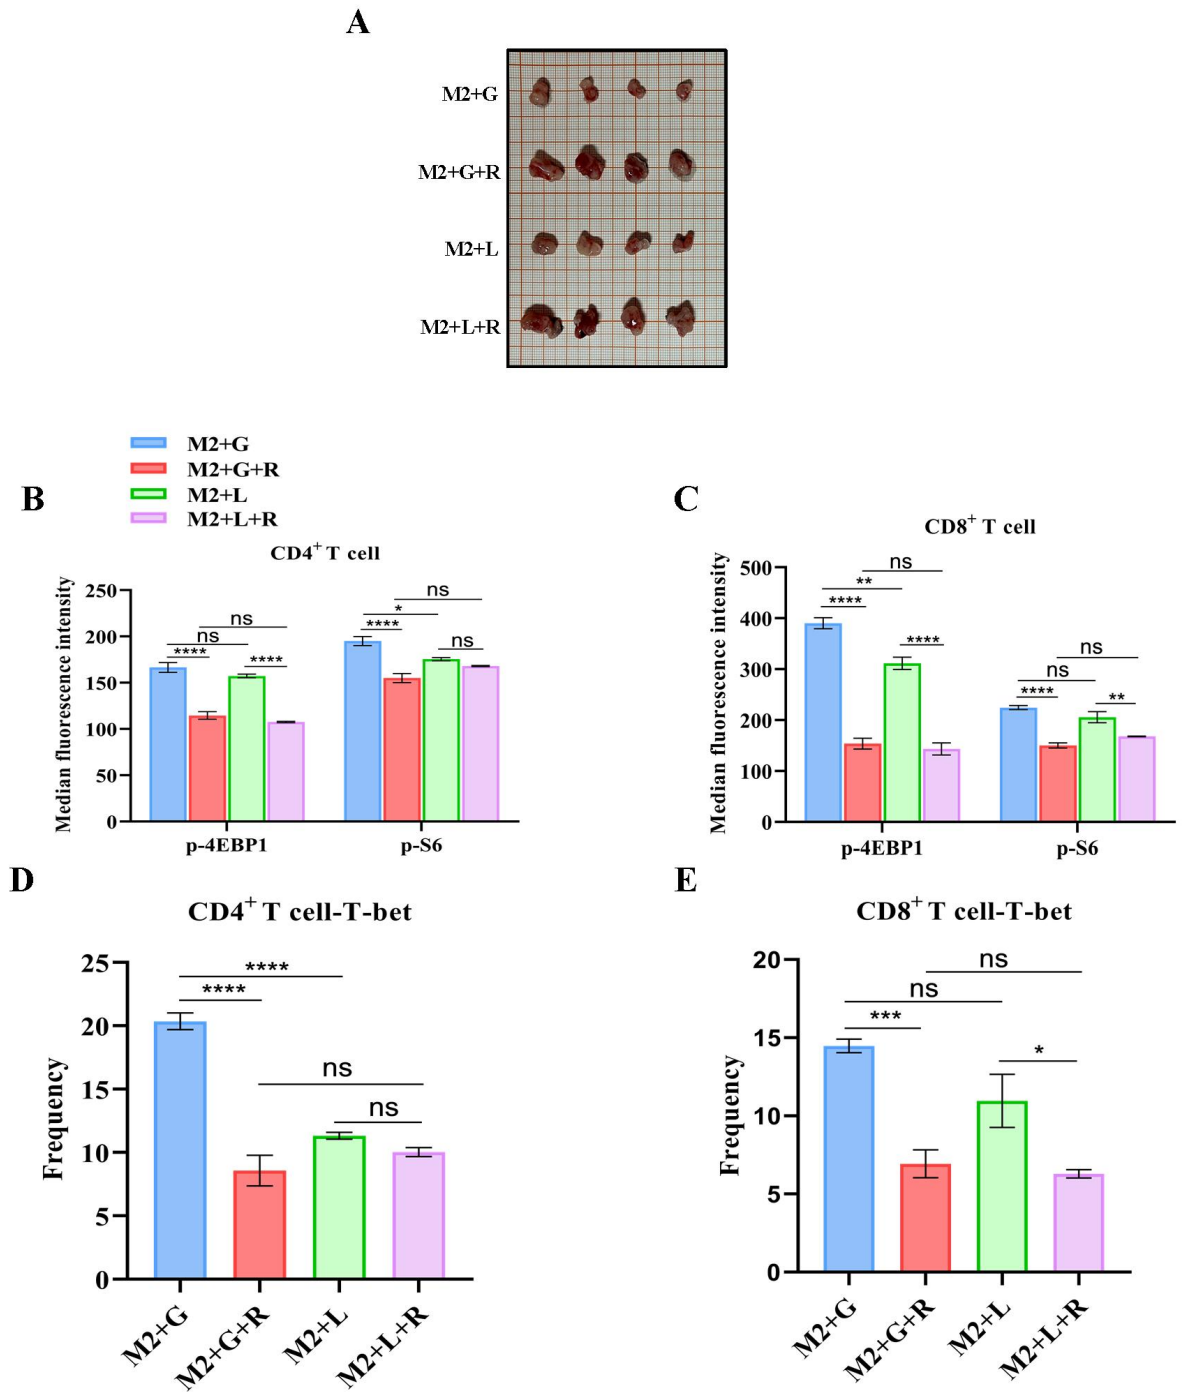 A
M2+G
M2+G+R
M2+L
M2+L+R
M2+G
M2+G+R
M2+L
M2+L+R
B
CD4+ T cell
Median fluorescence intensity
250
200
150
100
50
0
ns
ns
****
****
ns
*
****
ns
p-4EBP1
p-S6
C
CD8+ T cell
Median fluorescence intensity
500
400
300
200
100
0
ns
**
****
****
ns
ns
****
**
p-4EBP1
p-S6
D
CD4+ T cell-T-bet
Frequency
25
20
15
10
5
0
****
****
ns
ns
M2+G
M2+G+R
M2+L
M2+L+R
E
CD8+ T cell-T-bet
Frequency
20
15
10
5
0
ns
ns
***
*
M2+G
M2+G+R
M2+L
M2+L+R